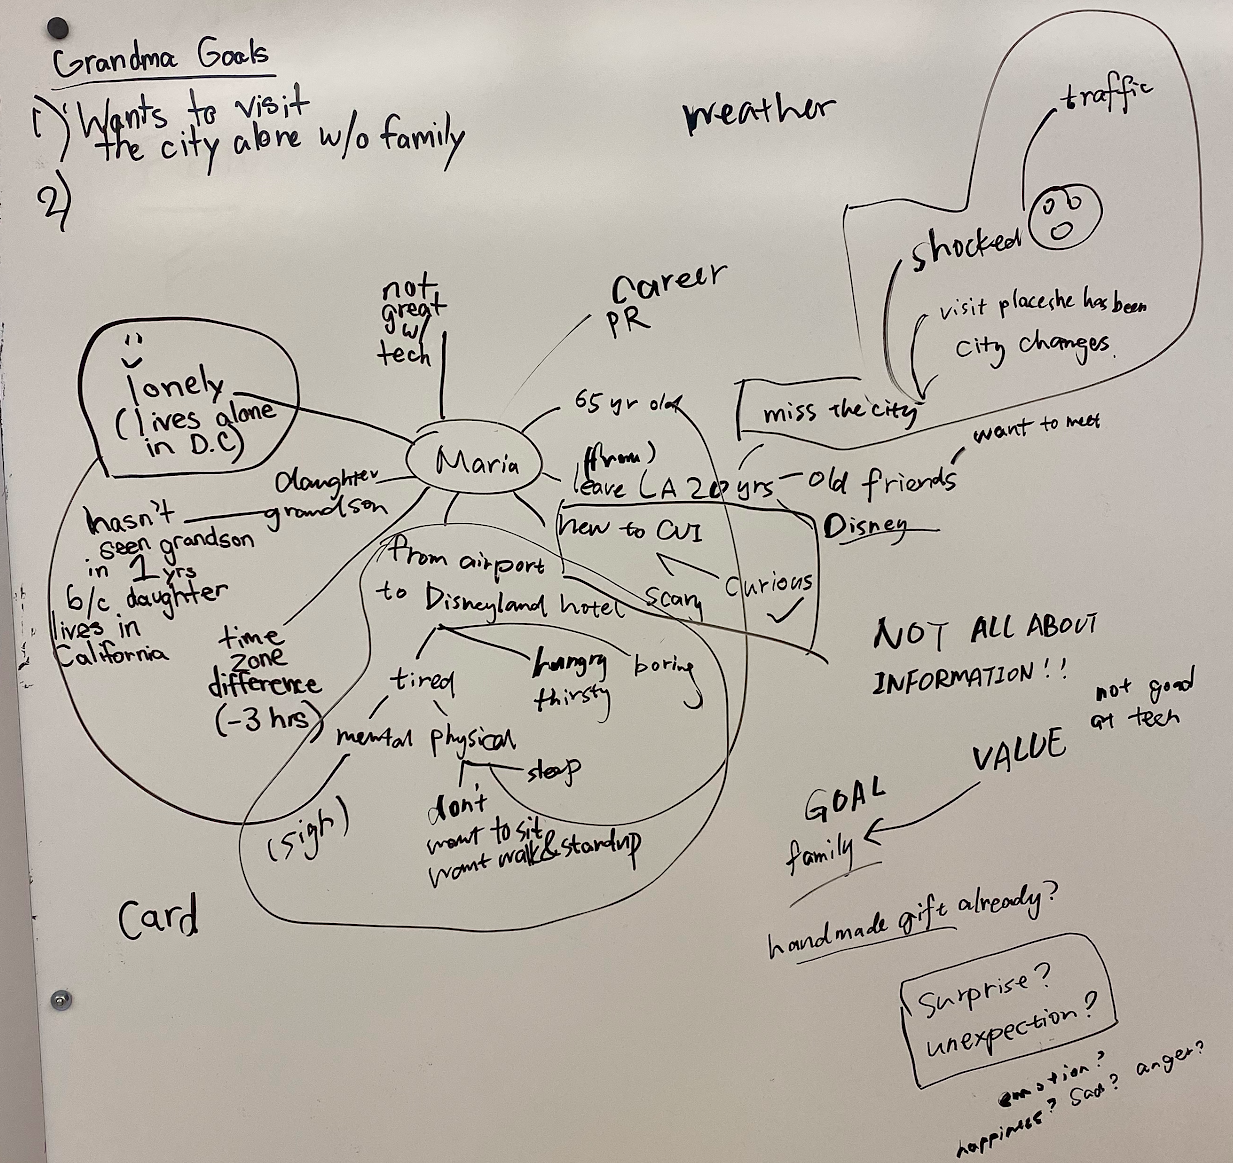 Grandma Goals
1) Wants to visit
the city alone w/o family
2)
weather
traffic
shocked
visit place she has been
city changes.
miss the city
want to meet
Career
PR
not
great
w/
tech
65 yr old
lonely
(lives alone
in D.C)
Maria
(from)
leave LA 20 yrs
old friends
Disney
daughter
grandson
hasn't
seen grandson
in 1 yrs
b/c daughter
lives in
California
time
zone
difference
(-3 hrs)
new to CUI
scary
curious
from airport
to Disneyland hotel
tired
hungry
thirsty
boring
mental physical
sleep
don't
want to sit
want walk & standup
(sigh)
Card
NOT ALL ABOUT
INFORMATION!!
not good
at tech
VALUE
GOAL
family
handmade gift already?
Surprise?
unexpection?
emotion?
happiness? Sad? anger?